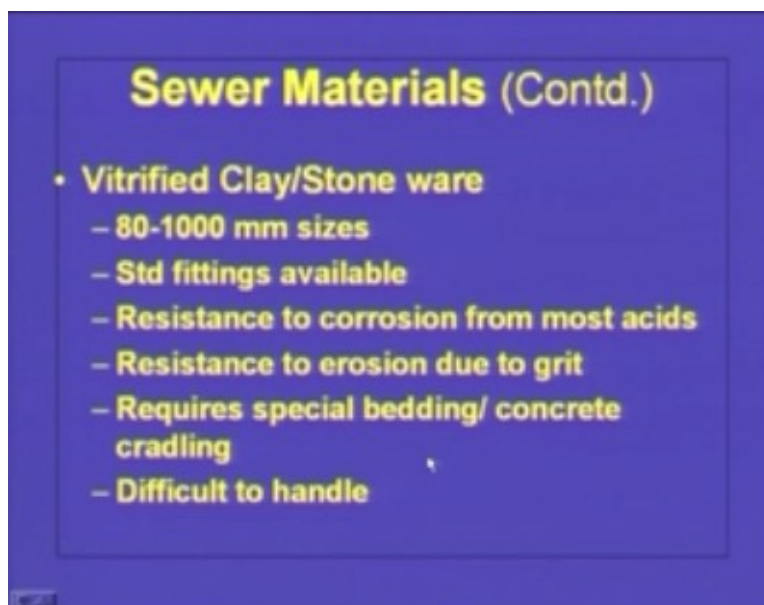 Sewer Materials (Contd.)
• Vitrified Clay/Stone ware
– 80-1000 mm sizes
– Std fittings available
– Resistance to corrosion from most acids
– Resistance to erosion due to grit
– Requires special bedding/ concrete
cradling
– Difficult to handle